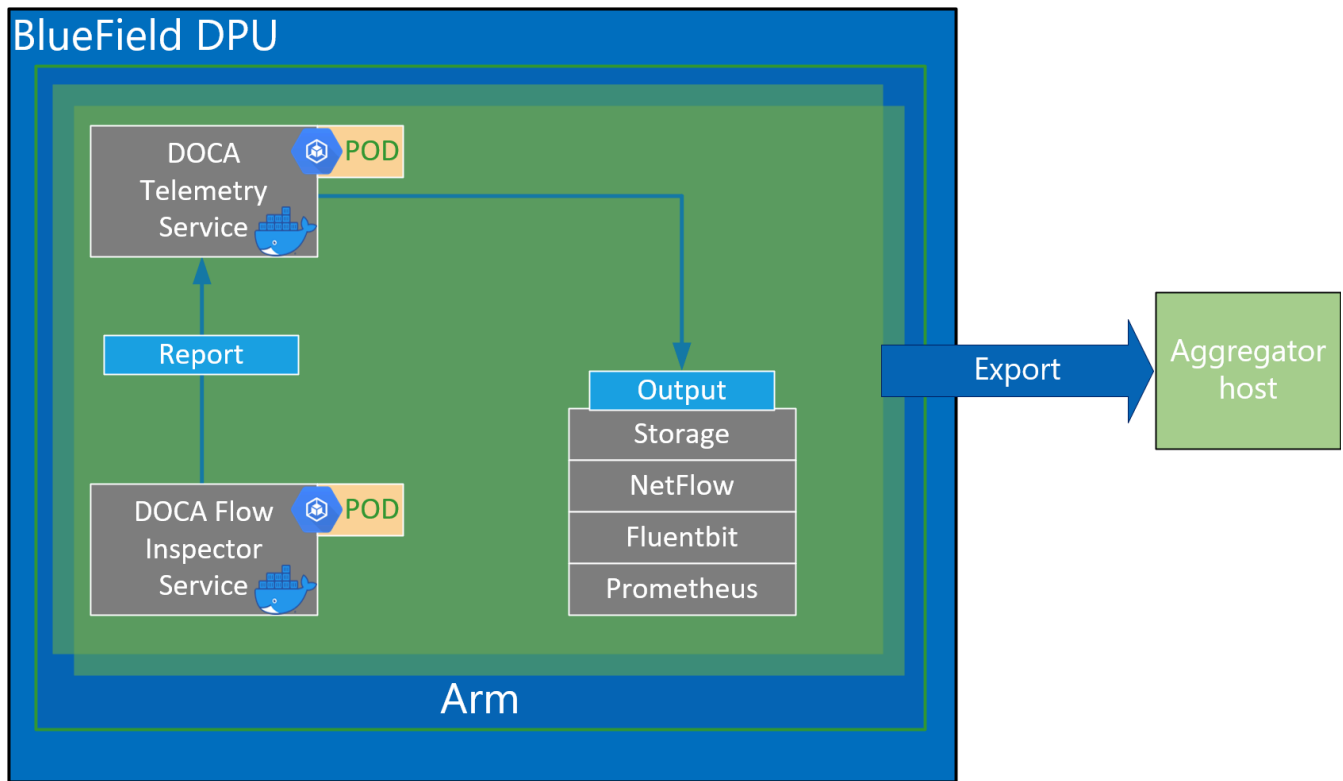 BlueField DPU
DOCA
Telemetry
Service
POD
Report
DOCA Flow
Inspector
Service
POD
Output
Storage
NetFlow
Fluentbit
Prometheus
Arm
Export
Aggregator
host